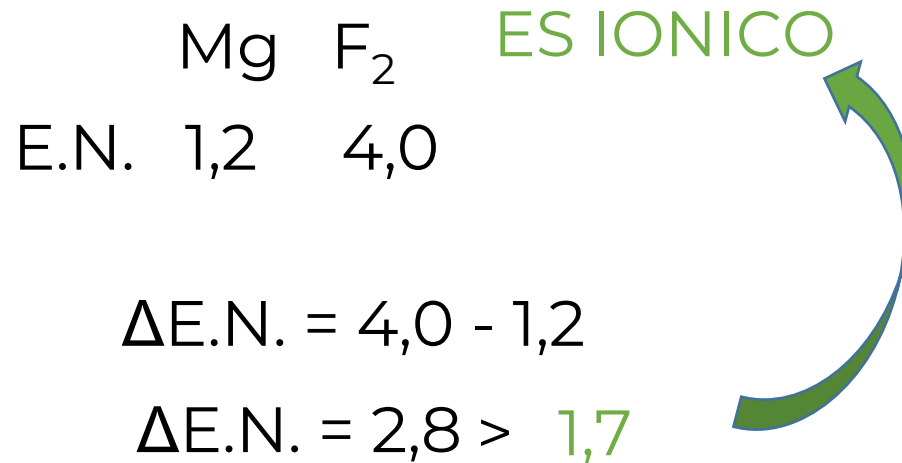 Mg F₂ ES IONICO
E.N. 1,2 4,0
ΔE.N. = 4,0 - 1,2
ΔE.N. = 2,8 > 1,7